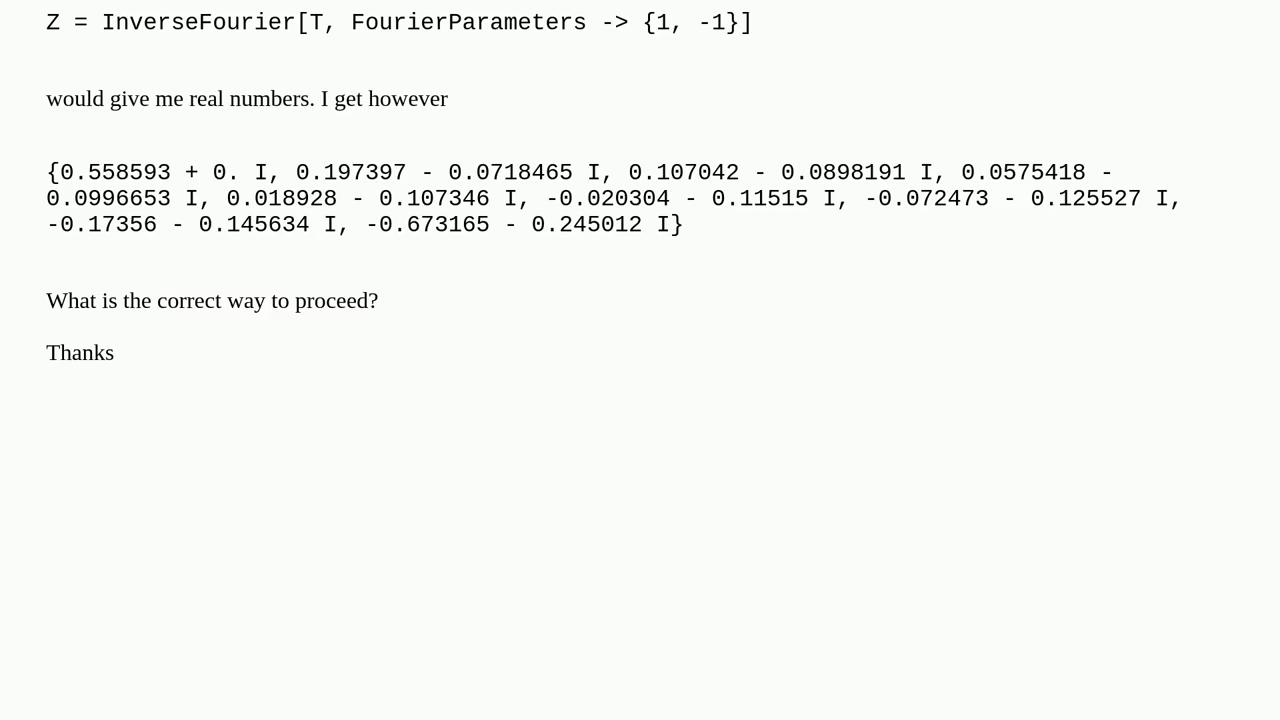 Z = InverseFourier[T, FourierParameters -> {1, -1}]
would give me real numbers. I get however
{0.558593 + 0. I, 0.197397 - 0.0718465 I, 0.107042 - 0.0898191 I, 0.0575418 -
0.0996653 I, 0.018928 - 0.107346 I, -0.020304 - 0.11515 I, -0.072473 - 0.125527 I,
-0.17356 - 0.145634 I, -0.673165 - 0.245012 I}
What is the correct way to proceed?
Thanks